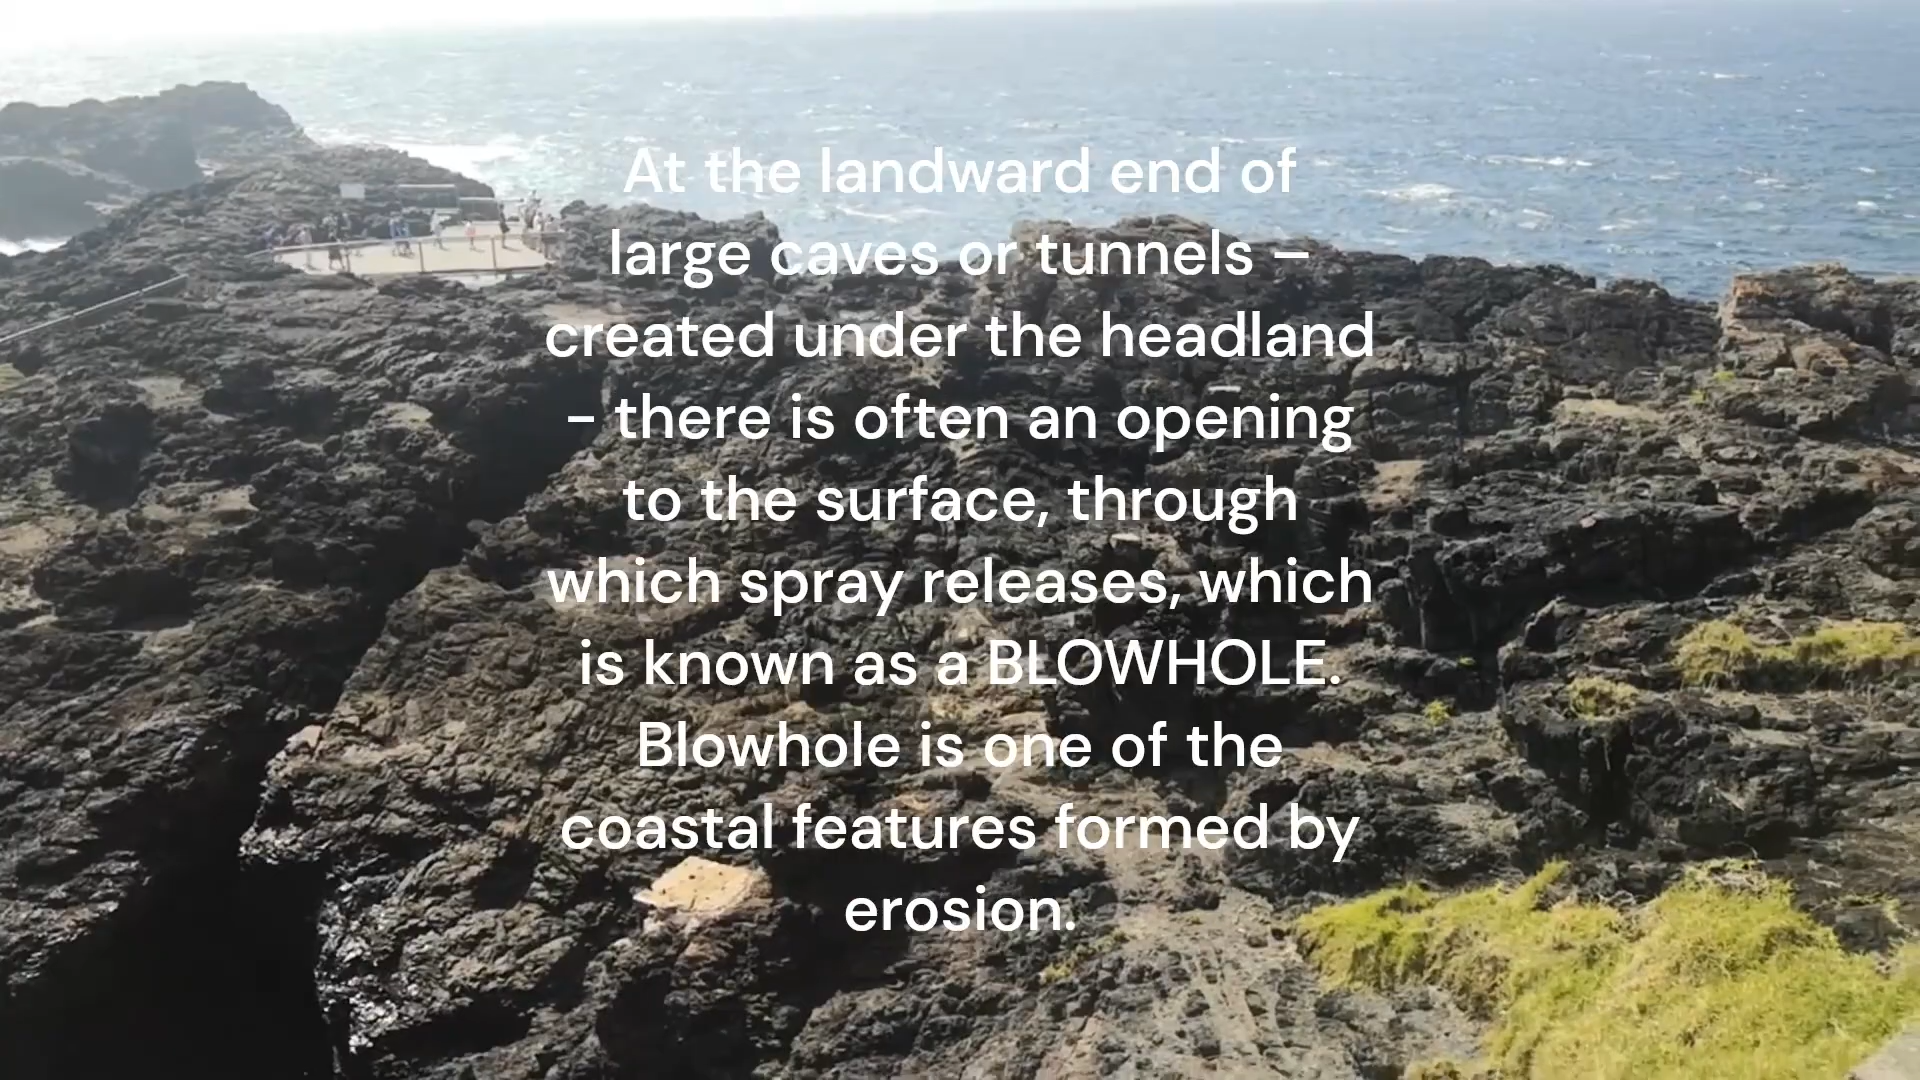 At the landward end of
large caves or tunnels –
created under the headland
- there is often an opening
to the surface, through
which spray releases, which
is known as a BLOWHOLE.
Blowhole is one of the
coastal features formed by
erosion.